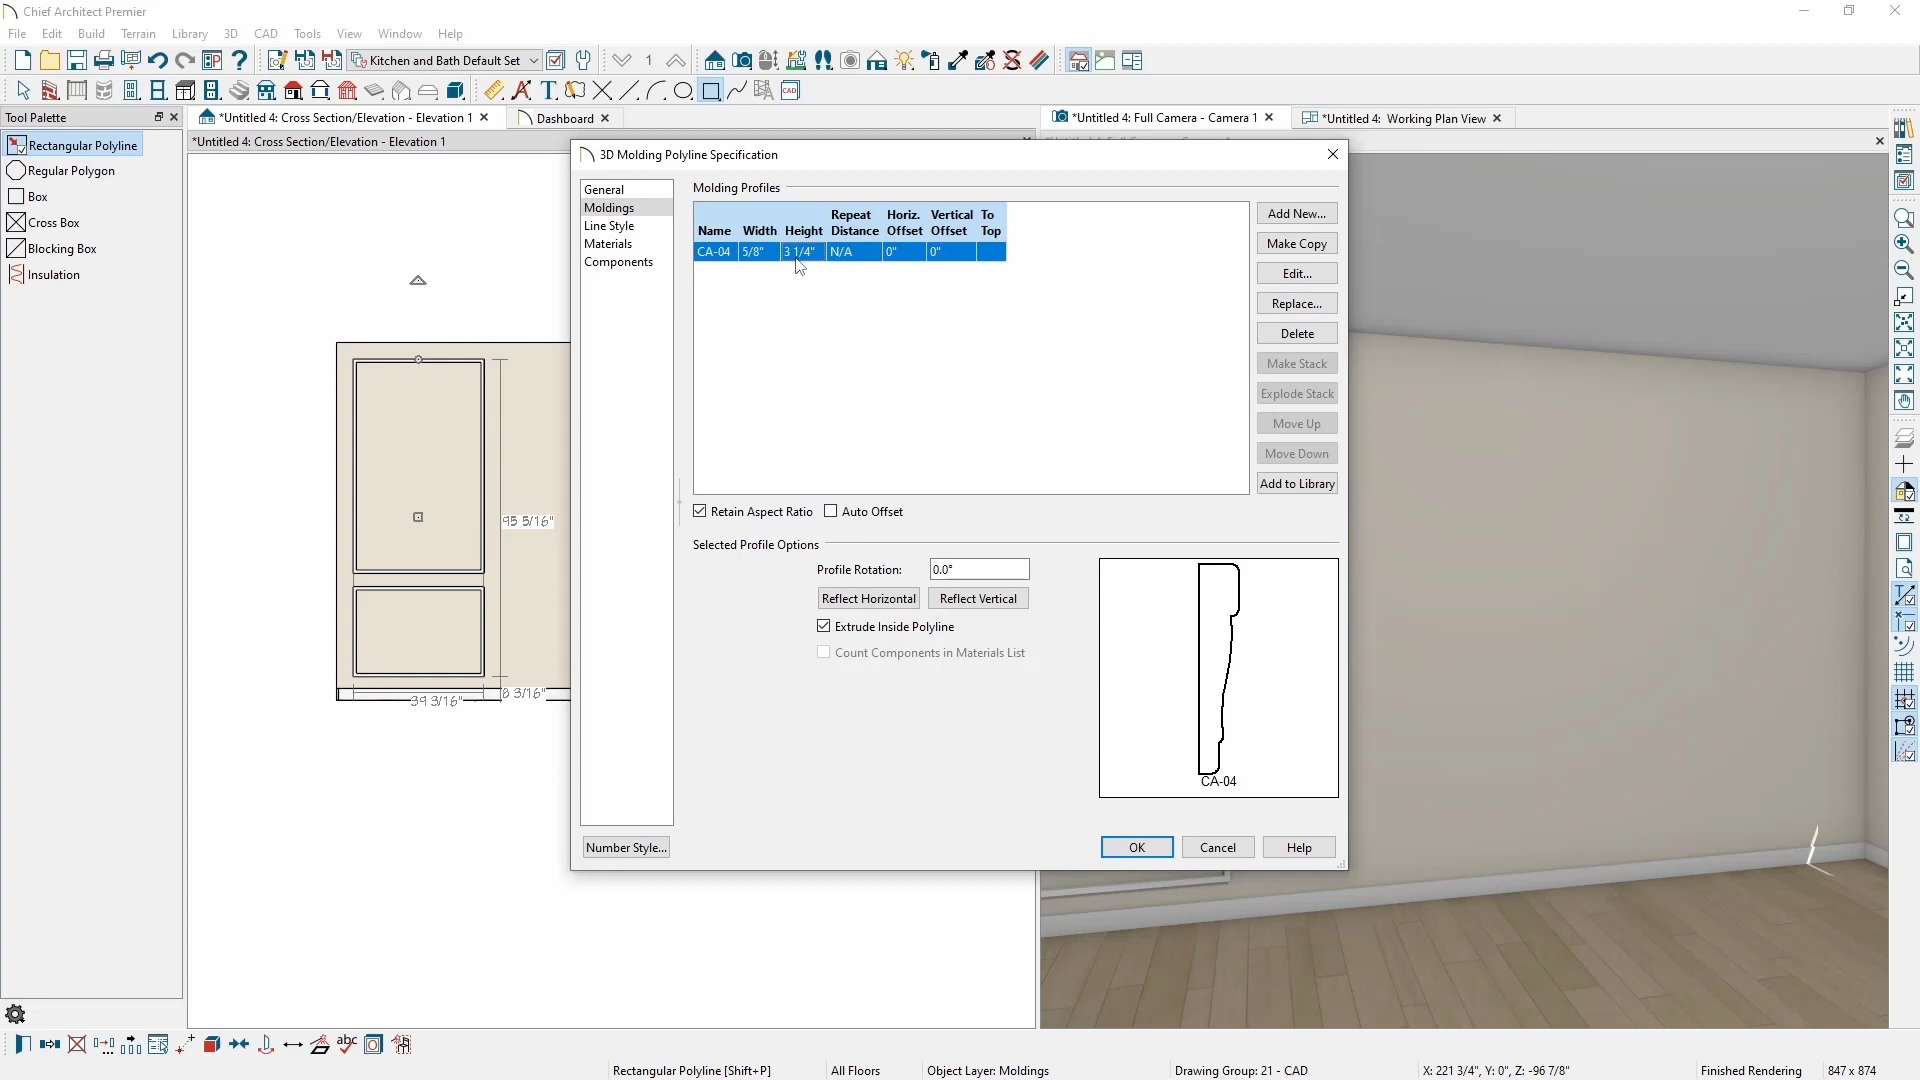 Chief Architect Premier
File Edit Build Terrain Library 3D CAD Tools View Window Help
Kitchen and Bath Default Set 1
Tool Palette
*Untitled 4: Cross Section/Elevation - Elevation 1
Dashboard
*Untitled 4: Full Camera - Camera 1
*Untitled 4: Working Plan View
*Untitled 4: Cross Section/Elevation - Elevation 1
Rectangular Polyline
Regular Polygon
Box
Cross Box
Blocking Box
Insulation
95 5/16"
39 3/16"
8 3/16"
3D Molding Polyline Specification
General
Moldings
Line Style
Materials
Components
Molding Profiles
Name Width Height Repeat Distance Horiz. Offset Vertical Offset To Top
CA-04 5/8" 3 1/4" N/A 0" 0"
Add New...
Make Copy
Edit...
Replace...
Delete
Make Stack
Explode Stack
Move Up
Move Down
Add to Library
Retain Aspect Ratio Auto Offset
Selected Profile Options
Profile Rotation: 0.0°
Reflect Horizontal Reflect Vertical
Extrude Inside Polyline
Count Components in Materials List
CA-04
Number Style... OK Cancel Help
abc
CAD
Rectangular Polyline [Shift+P] All Floors Object Layer: Moldings Drawing Group: 21 - CAD X: 221 3/4", Y: 0", Z: -96 7/8" Finished Rendering 847 x 874